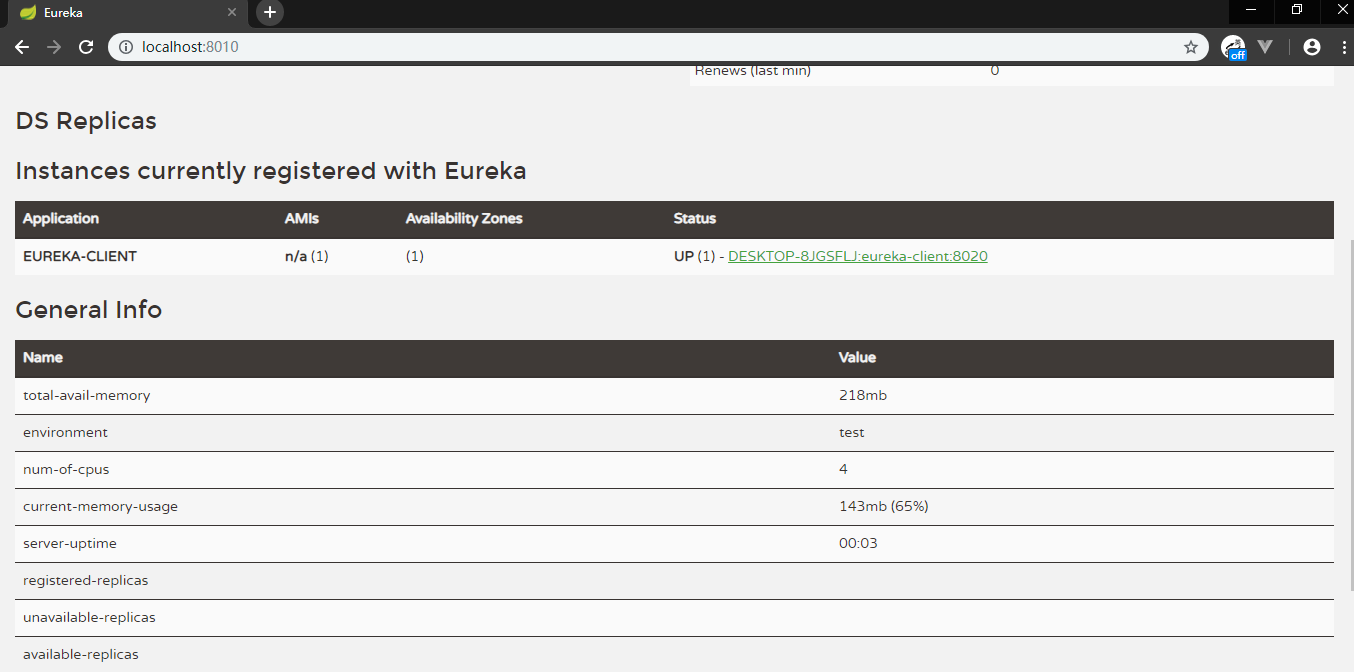 Eureka
localhost:8010
off
Renews (last min) 0
DS Replicas
Instances currently registered with Eureka
Application AMIs Availability Zones Status
EUREKA-CLIENT n/a (1) (1) UP (1) - DESKTOP-8JGSFLJ:eureka-client:8020
General Info
Name Value
total-avail-memory 218mb
environment test
num-of-cpus 4
current-memory-usage 143mb (65%)
server-uptime 00:03
registered-replicas
unavailable-replicas
available-replicas